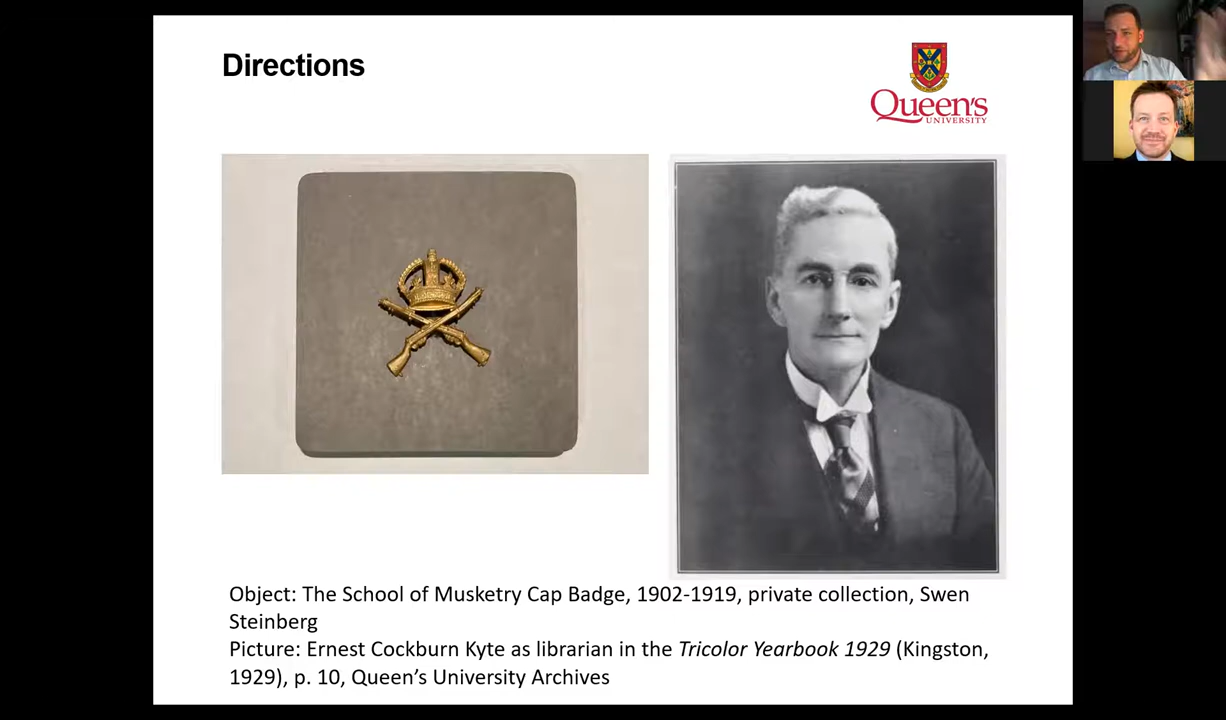 Directions
Queen's
UNIVERSITY
Object: The School of Musketry Cap Badge, 1902-1919, private collection, Swen
Steinberg
Picture: Ernest Cockburn Kyte as librarian in the Tricolor Yearbook 1929 (Kingston,
1929), p. 10, Queen’s University Archives